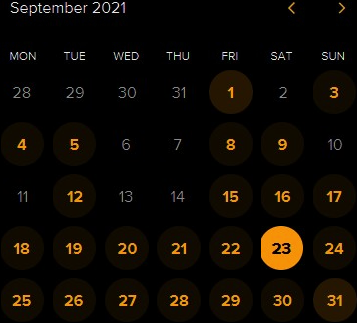 September 2021
MON TUE WED THU FRI SAT SUN
28 29 30 31 1 2 3
4 5 6 7 8 9 10
11 12 13 14 15 16 17
18 19 20 21 22 23 24
25 26 27 28 29 30 31